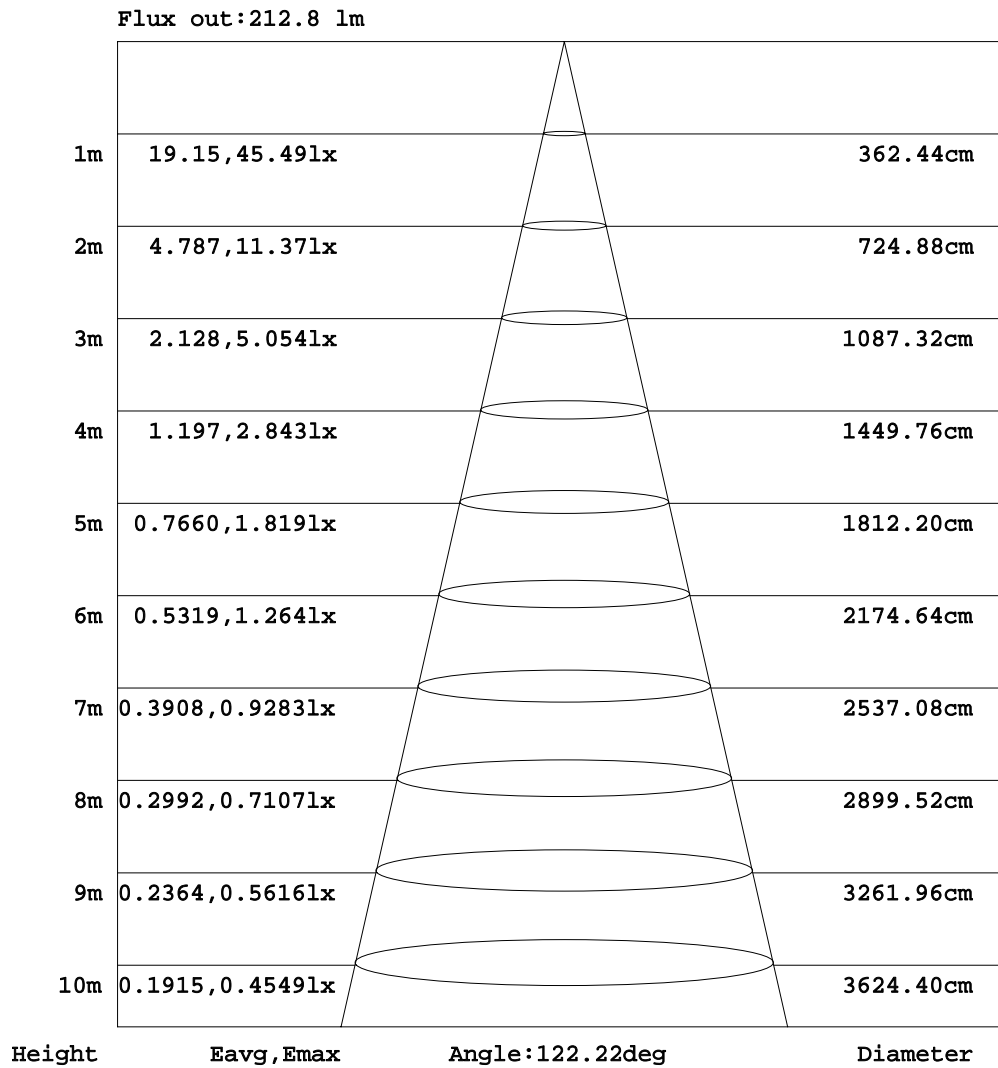 Flux out:212.8 lm
1m 19.15,45.49lx 362.44cm
2m 4.787,11.37lx 724.88cm
3m 2.128,5.054lx 1087.32cm
4m 1.197,2.843lx 1449.76cm
5m 0.7660,1.819lx 1812.20cm
6m 0.5319,1.264lx 2174.64cm
7m 0.3908,0.9283lx 2537.08cm
8m 0.2992,0.7107lx 2899.52cm
9m 0.2364,0.5616lx 3261.96cm
10m 0.1915,0.4549lx 3624.40cm
Height Eavg,Emax Angle:122.22deg Diameter